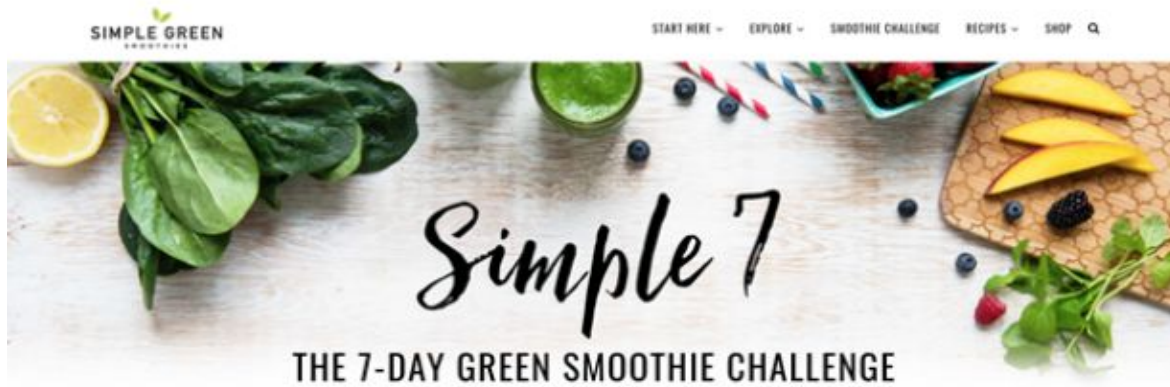 SIMPLE GREEN
SMOOTHIES
START HERE
EXPLORE
SMOOTHIE CHALLENGE
RECIPES
SHOP
Simple 7
THE 7-DAY GREEN SMOOTHIE CHALLENGE